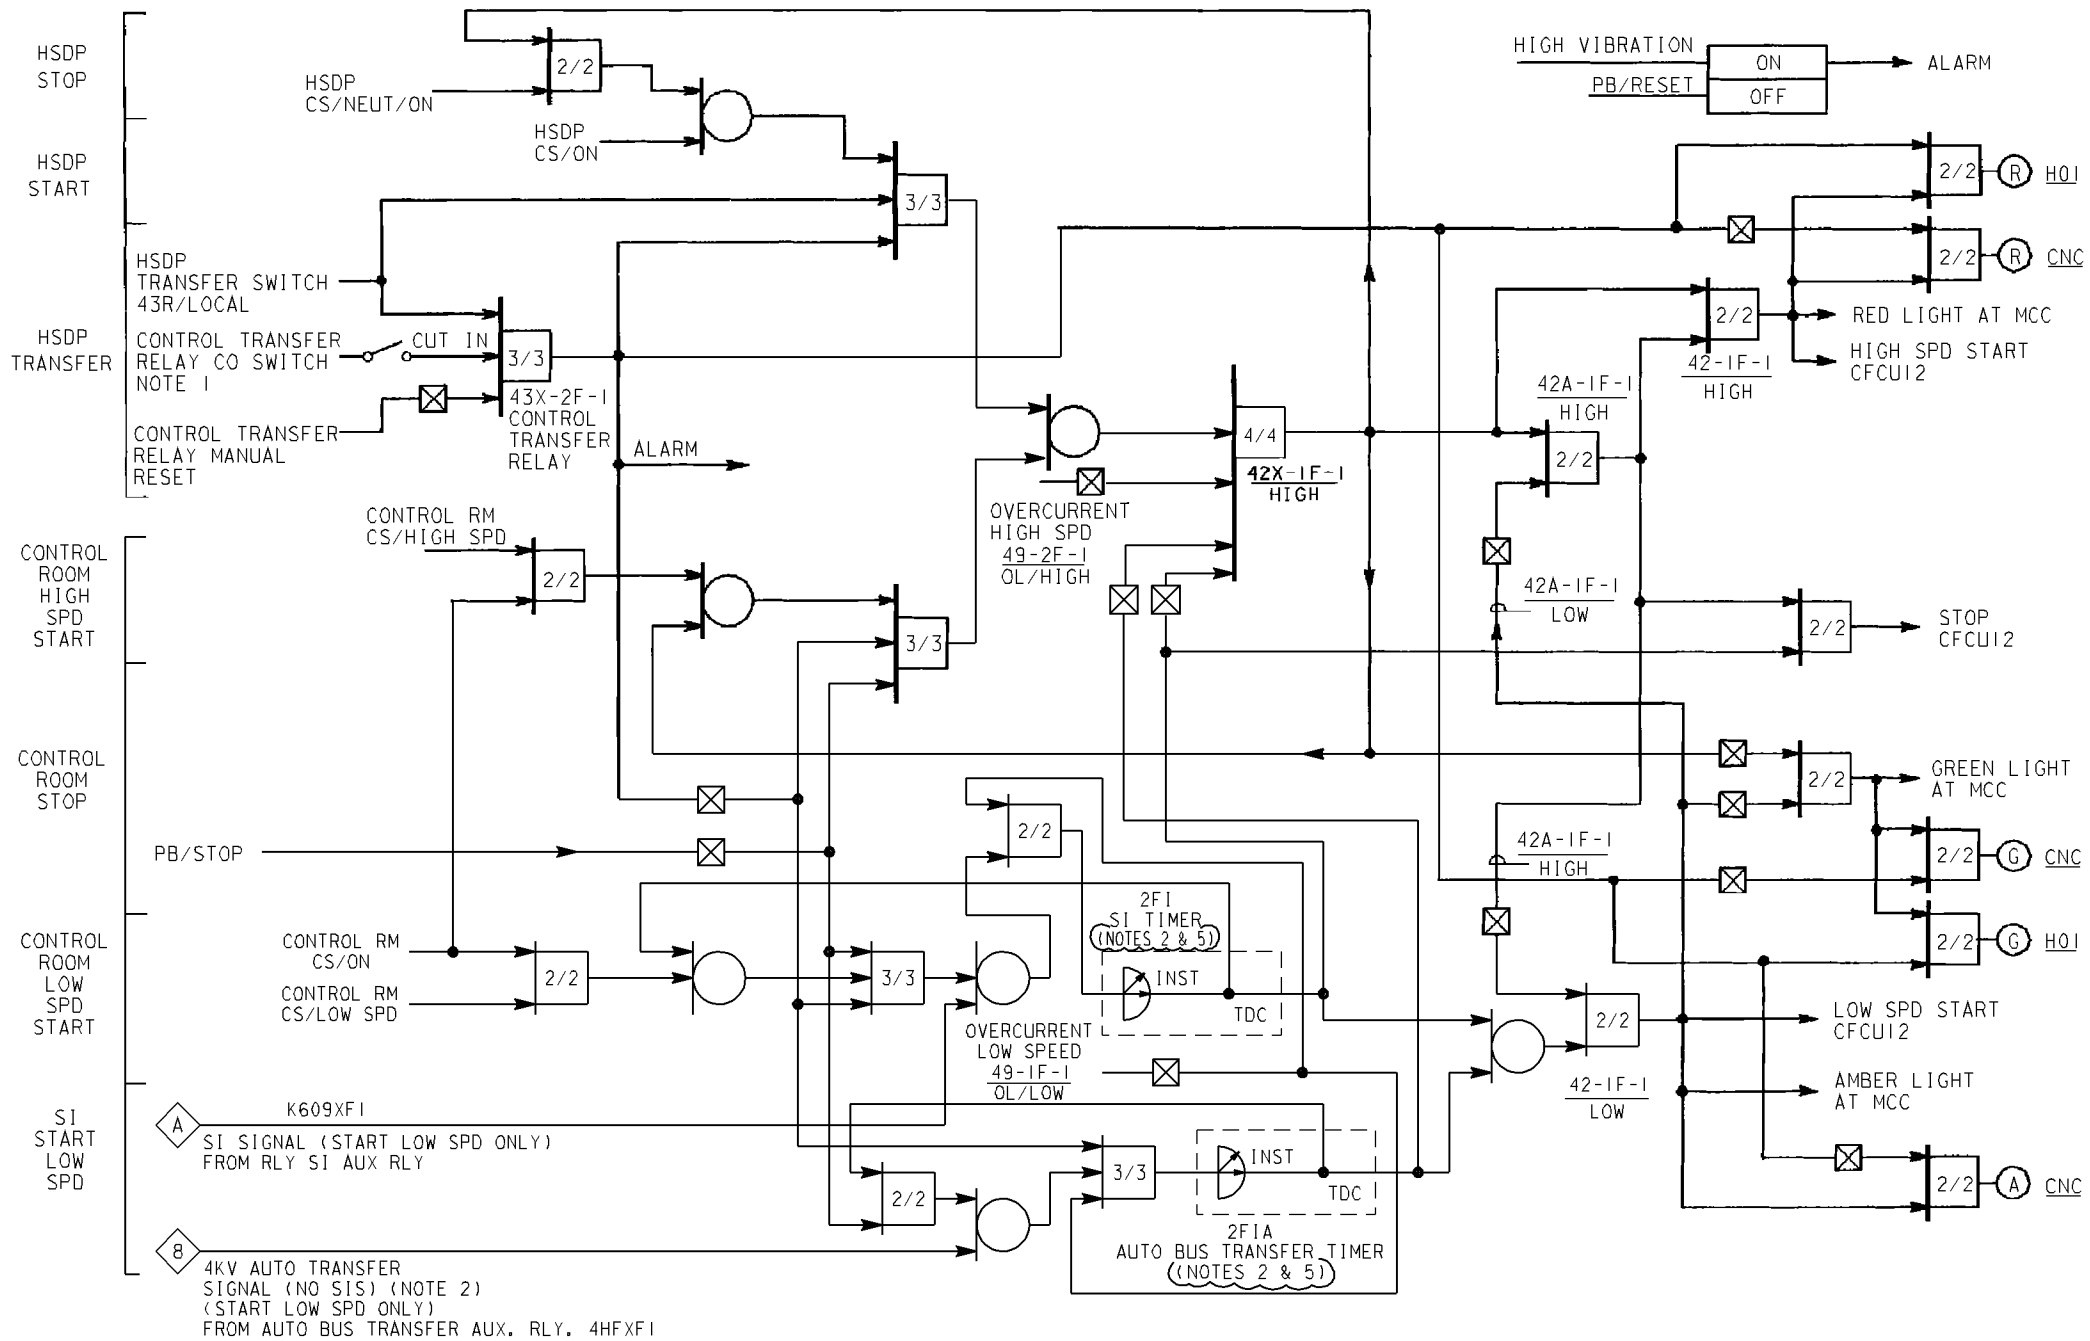 HSDP
STOP
HSDP
START
HSDP
TRANSFER
CONTROL
ROOM
HIGH
SPD
START
CONTROL
ROOM
STOP
CONTROL
ROOM
LOW
SPD
START
SI
START
LOW
SPD
2/2
HSDP
CS/NEUT/ON
HSDP
CS/ON
3/3
HSDP
TRANSFER SWITCH
43R/LOCAL
CONTROL TRANSFER
RELAY CO SWITCH
NOTE 1
CUT IN
3/3
43X-2F-1
CONTROL
TRANSFER
RELAY
CONTROL TRANSFER
RELAY MANUAL
RESET
ALARM
CONTROL RM
CS/HIGH SPD
2/2
3/3
PB/STOP
CONTROL RM
CS/ON
CONTROL RM
CS/LOW SPD
2/2
3/3
2/2
2F1
SI TIMER
(NOTES 2 & 5)
INST
TDC
OVERCURRENT
LOW SPEED
49-1F-1
OL/LOW
A
K609XF1
SI SIGNAL (START LOW SPD ONLY)
FROM RLY SI AUX RLY
2/2
3/3
INST
TDC
2F1A
AUTO BUS TRANSFER TIMER
(NOTES 2 & 5)
8
4KV AUTO TRANSFER
SIGNAL (NO SIS) (NOTE 2)
(START LOW SPD ONLY)
FROM AUTO BUS TRANSFER AUX. RLY. 4HFXF1
OVERCURRENT
HIGH SPD
49-2F-1
OL/HIGH
4/4
42X-1F-1
HIGH
HIGH VIBRATION
PB/RESET
ON
OFF
ALARM
2/2
R
H01
2/2
R
CNC
2/2
42-1F-1
HIGH
RED LIGHT AT MCC
HIGH SPD START
CFCU12
42A-1F-1
HIGH
2/2
42A-1F-1
LOW
2/2
STOP
CFCU12
2/2
GREEN LIGHT
AT MCC
42A-1F-1
HIGH
2/2
G
CNC
2/2
G
H01
2/2
42-1F-1
LOW
LOW SPD START
CFCU12
AMBER LIGHT
AT MCC
2/2
A
CNC